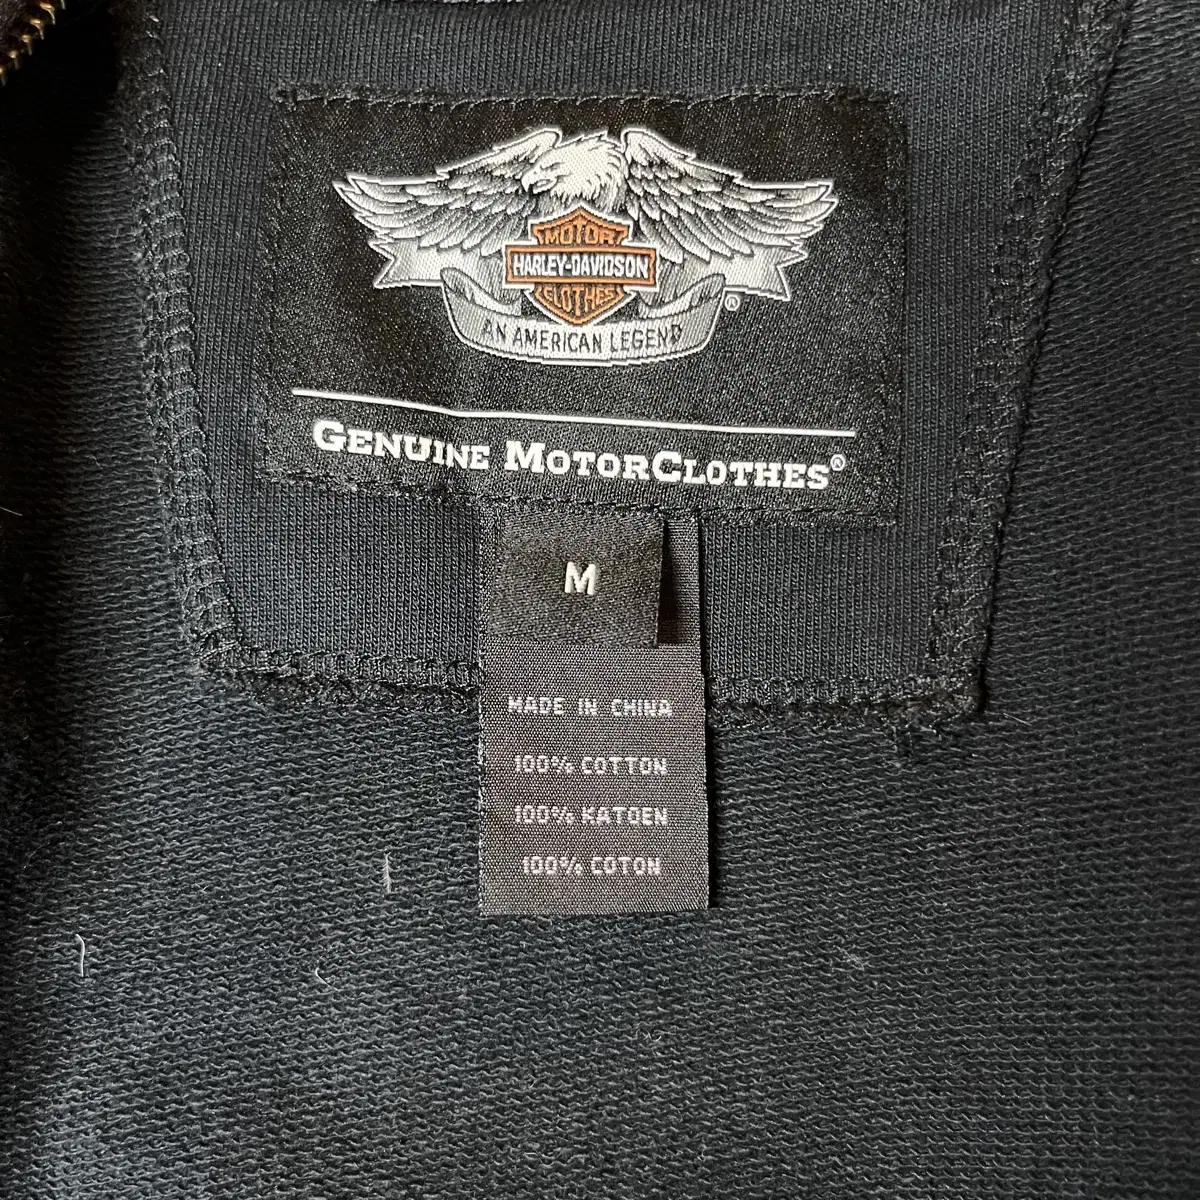 MOTOR
HARLEY-DAVIDSON
CLOTHES
®
AN AMERICAN LEGEND
GENUINE MOTORCLOTHES®
M
MADE IN CHINA
100% COTTON
100% KATOEN
100% COTON